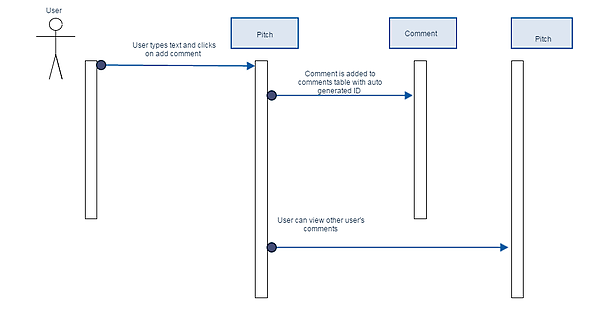 User
Pitch
Comment
Pitch
User types text and clicks
on add comment
Comment is added to
comments table with auto
generated ID
User can view other user's
comments